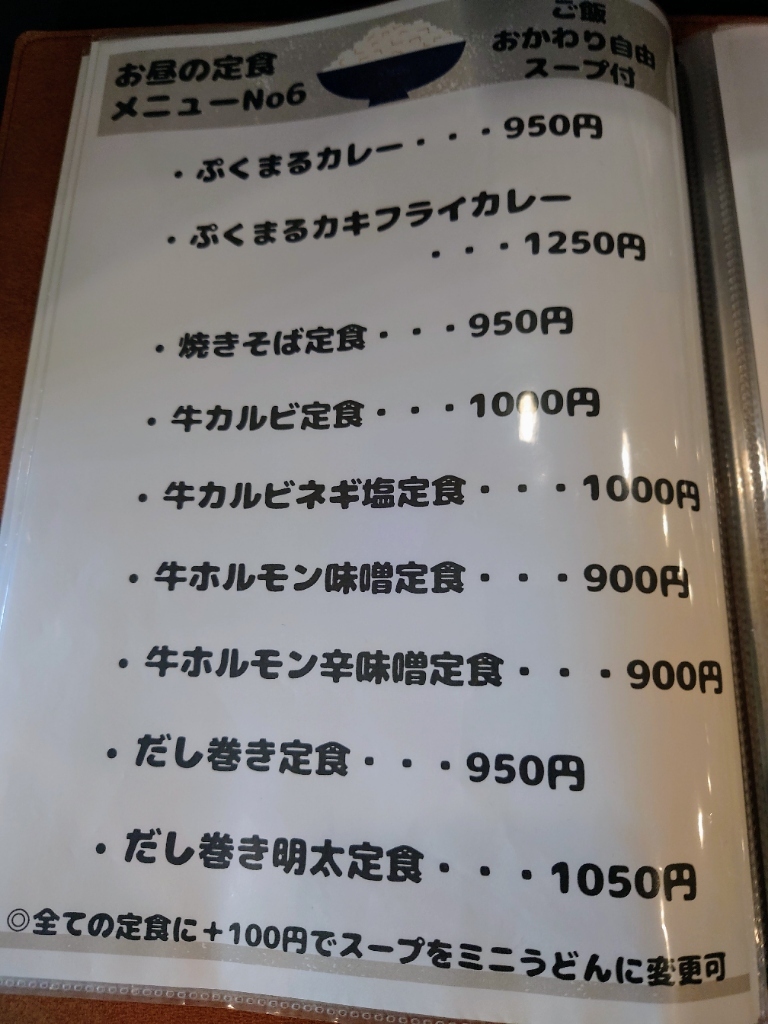 お昼の定食
メニューNo6
ご飯
おかわり自由
スープ付
・ぷくまるカレー・・・950円
・ぷくまるカキフライカレー
・・・1250円
・焼きそば定食・・・950円
・牛カルビ定食・・・1000円
・牛カルビネギ塩定食・・・1000円
・牛ホルモン味噌定食・・・900円
・牛ホルモン辛味噌定食・・・900円
・だし巻き定食・・・950円
・だし巻き明太定食・・・1050円
◎全ての定食に＋100円でスープをミニうどんに変更可